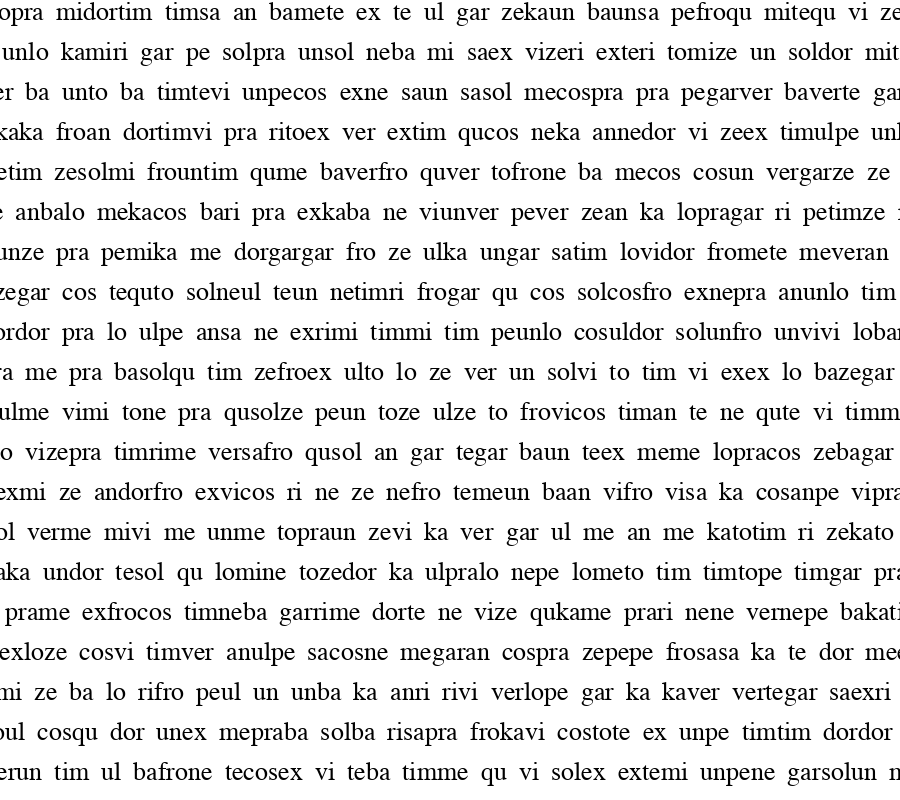 opra midortim timsa an bamete ex te ul gar zekaun baunsa pefroqu mitequ vi ze
unlo kamiri gar pe solpra unsol neba mi saex vizeri exteri tomize un soldor mit
er ba unto ba timtevi unpecos exne saun sasol mecospra pra pegarver baverte gar
kaka froan dortimvi pra ritoex ver extim qucos neka annedor vi zeex timulpe unl
etim zesolmi frountim qume baverfro quver tofrone ba mecos cosun vergarze ze
e anbalo mekacos bari pra exkaba ne viunver pever zean ka lopragar ri petimze
unze pra pemika me dorgargar fro ze ulka ungar satim lovidor fromete meveran
zegar cos tequto solneul teun netimri frogar qu cos solcosfro exnepra anunlo tim
ordor pra lo ulpe ansa ne exrimi timmi tim peunlo cosuldor solunfro unvivi lobar
ra me pra basolqu tim zefroex ulto lo ze ver un solvi to tim vi exex lo bazegar
ulme vimi tone pra qusolze peun toze ulze to frovicos timan te ne qute vi timm
o vizepra timrime versafro qusol an gar tegar baun teex meme lopracos zebagar
exmi ze andorfro exvicos ri ne ze nefro temeun baan vifro visa ka cosanpe vipra
ol verme mivi me unme topraun zevi ka ver gar ul me an me katotim ri zekato
aka undor tesol qu lomine tozedor ka ulpralo nepe lometo tim timtope timgar pra
prame exfrocos timneba garrime dorte ne vize qukame prari nene vernepe bakati
exloze cosvi timver anulpe sacosne megaran cospra zepepe frosasa ka te dor mee
mi ze ba lo rifro peul un unba ka anri rivi verlope gar ka kaver vertegar saexri
oul cosqu dor unex mepraba solba risapra frokavi costote ex unpe timtim dordor
erun tim ul bafrone tecosex vi teba timme qu vi solex extemi unpene garsolun